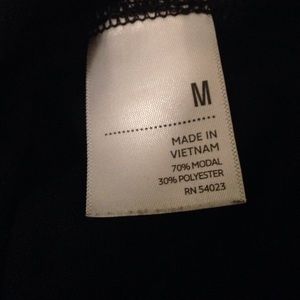 M
MADE IN
VIETNAM
70% MODAL
30% POLYESTER
RN 54023